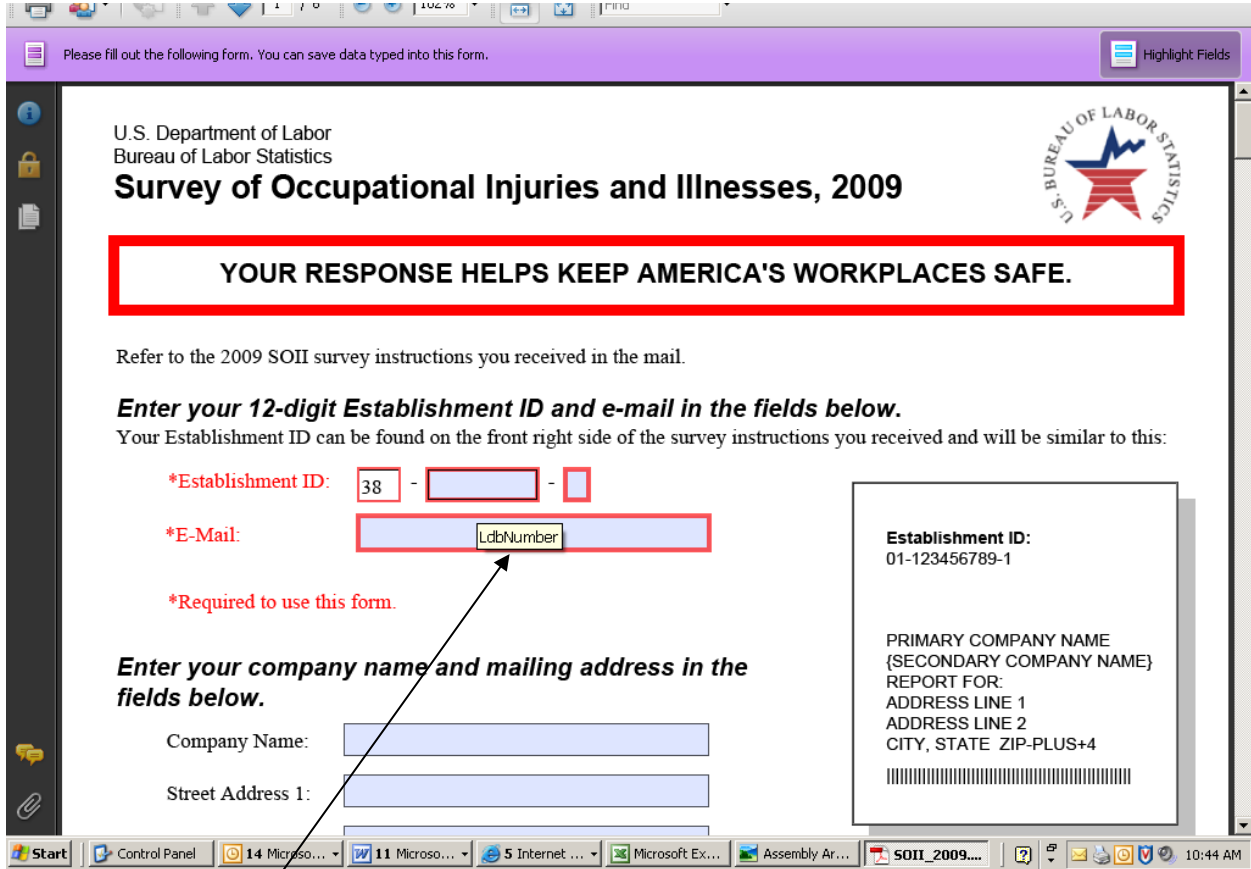 1 / 6 102% Find
Please fill out the following form. You can save data typed into this form.
Highlight Fields
U.S. Department of Labor
Bureau of Labor Statistics
Survey of Occupational Injuries and Illnesses, 2009
U.S. BUREAU OF LABOR STATISTICS
YOUR RESPONSE HELPS KEEP AMERICA'S WORKPLACES SAFE.
Refer to the 2009 SOII survey instructions you received in the mail.
Enter your 12-digit Establishment ID and e-mail in the fields below.
Your Establishment ID can be found on the front right side of the survey instructions you received and will be similar to this:
*Establishment ID: 38 - -
*E-Mail:
LdbNumber
*Required to use this form.
Establishment ID:
01-123456789-1
PRIMARY COMPANY NAME
{SECONDARY COMPANY NAME}
REPORT FOR:
ADDRESS LINE 1
ADDRESS LINE 2
CITY, STATE ZIP-PLUS+4
Enter your company name and mailing address in the
fields below.
Company Name:
Street Address 1:
Start Control Panel 14 Microso... 11 Microso... 5 Internet ... Microsoft Ex... Assembly Ar... SOII_2009.... 10:44 AM